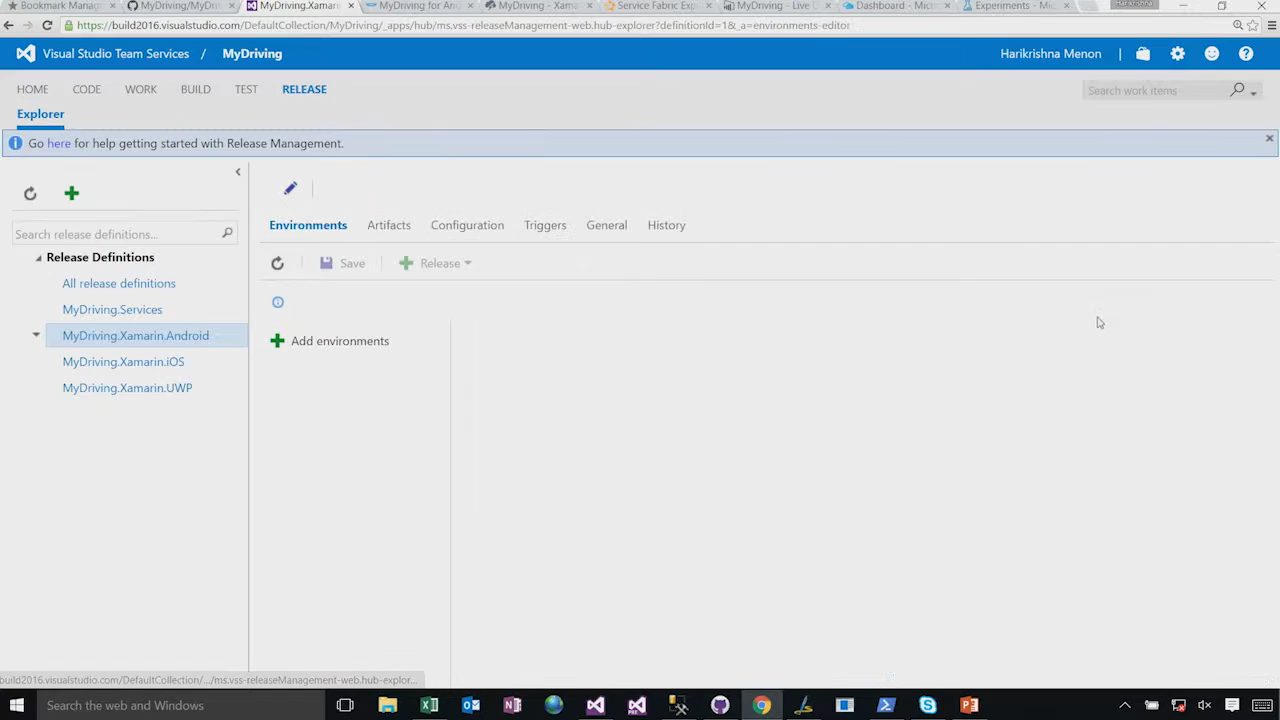 Bookmark Manag
MyDriving/MyDri
MyDriving.Xamarin
MyDriving for An
MyDriving - Xama
Service Fabric Exp
MyDriving - Live D
Dashboard - Micros
Experiments - Mic
https://build2016.visualstudio.com/DefaultCollection/MyDriving/_apps/hub/ms.vss-releaseManagement-web.hub-explorer?definitionId=1&_a=environments-editor
Visual Studio Team Services / MyDriving
Harikrishna Menon
HOME CODE WORK BUILD TEST RELEASE
Search work items
Explorer
Go here for help getting started with Release Management.
Search release definitions...
Release Definitions
All release definitions
MyDriving.Services
MyDriving.Xamarin.Android
MyDriving.Xamarin.iOS
MyDriving.Xamarin.UWP
Environments Artifacts Configuration Triggers General History
Save Release
Add environments
build2016.visualstudio.com/DefaultCollection/.../ms.vss-releaseManagement-web.hub-explor...
Search the web and Windows